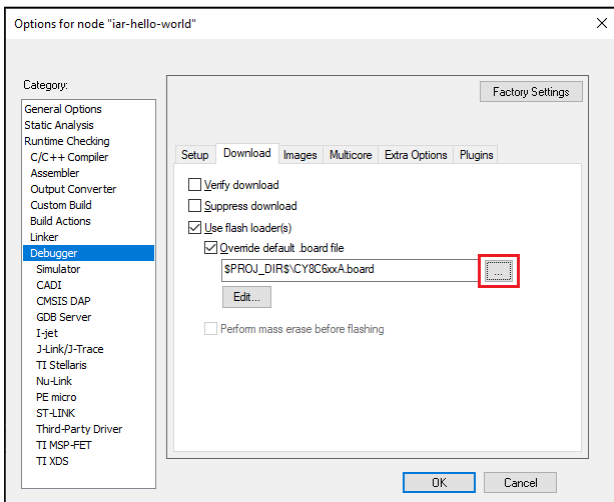 Options for node "iar-hello-world"
Category:
Factory Settings
General Options
Static Analysis
Runtime Checking
C/C++ Compiler
Assembler
Output Converter
Custom Build
Build Actions
Linker
Debugger
Simulator
CADI
CMSIS DAP
GDB Server
I-jet
J-Link/J-Trace
TI Stellaris
Nu-Link
PE micro
ST-LINK
Third-Party Driver
TI MSP-FET
TI XDS
Setup Download Images Multicore Extra Options Plugins
Verify download
Suppress download
Use flash loader(s)
Override default .board file
$PROJ_DIR$\CY8C6xxA.board
...
Edit...
Perform mass erase before flashing
OK Cancel